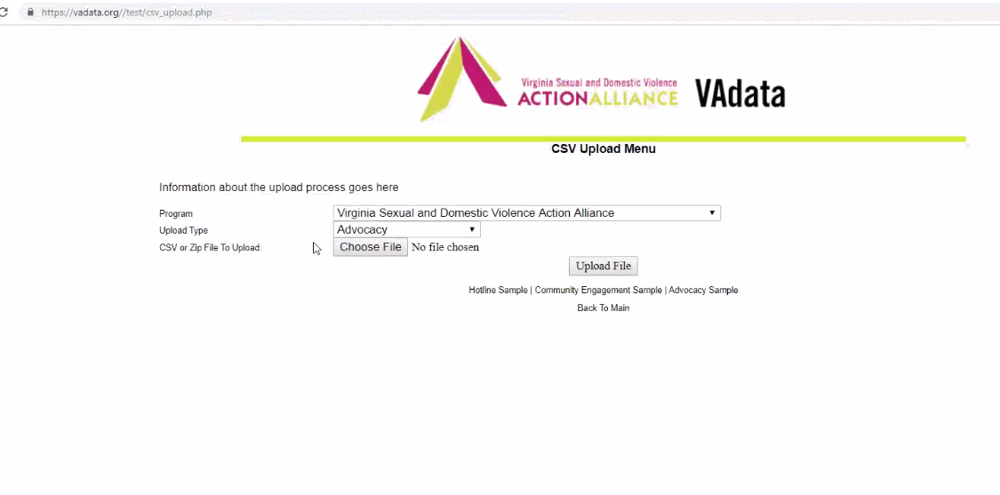 https://vadata.org//test/csv_upload.php
Virginia Sexual and Domestic Violence
ACTIONALLIANCE
VAdata
CSV Upload Menu
Information about the upload process goes here
Program Virginia Sexual and Domestic Violence Action Alliance
Upload Type Advocacy
CSV or Zip File To Upload: Choose File No file chosen
Upload File
Hotline Sample | Community Engagement Sample | Advocacy Sample
Back To Main